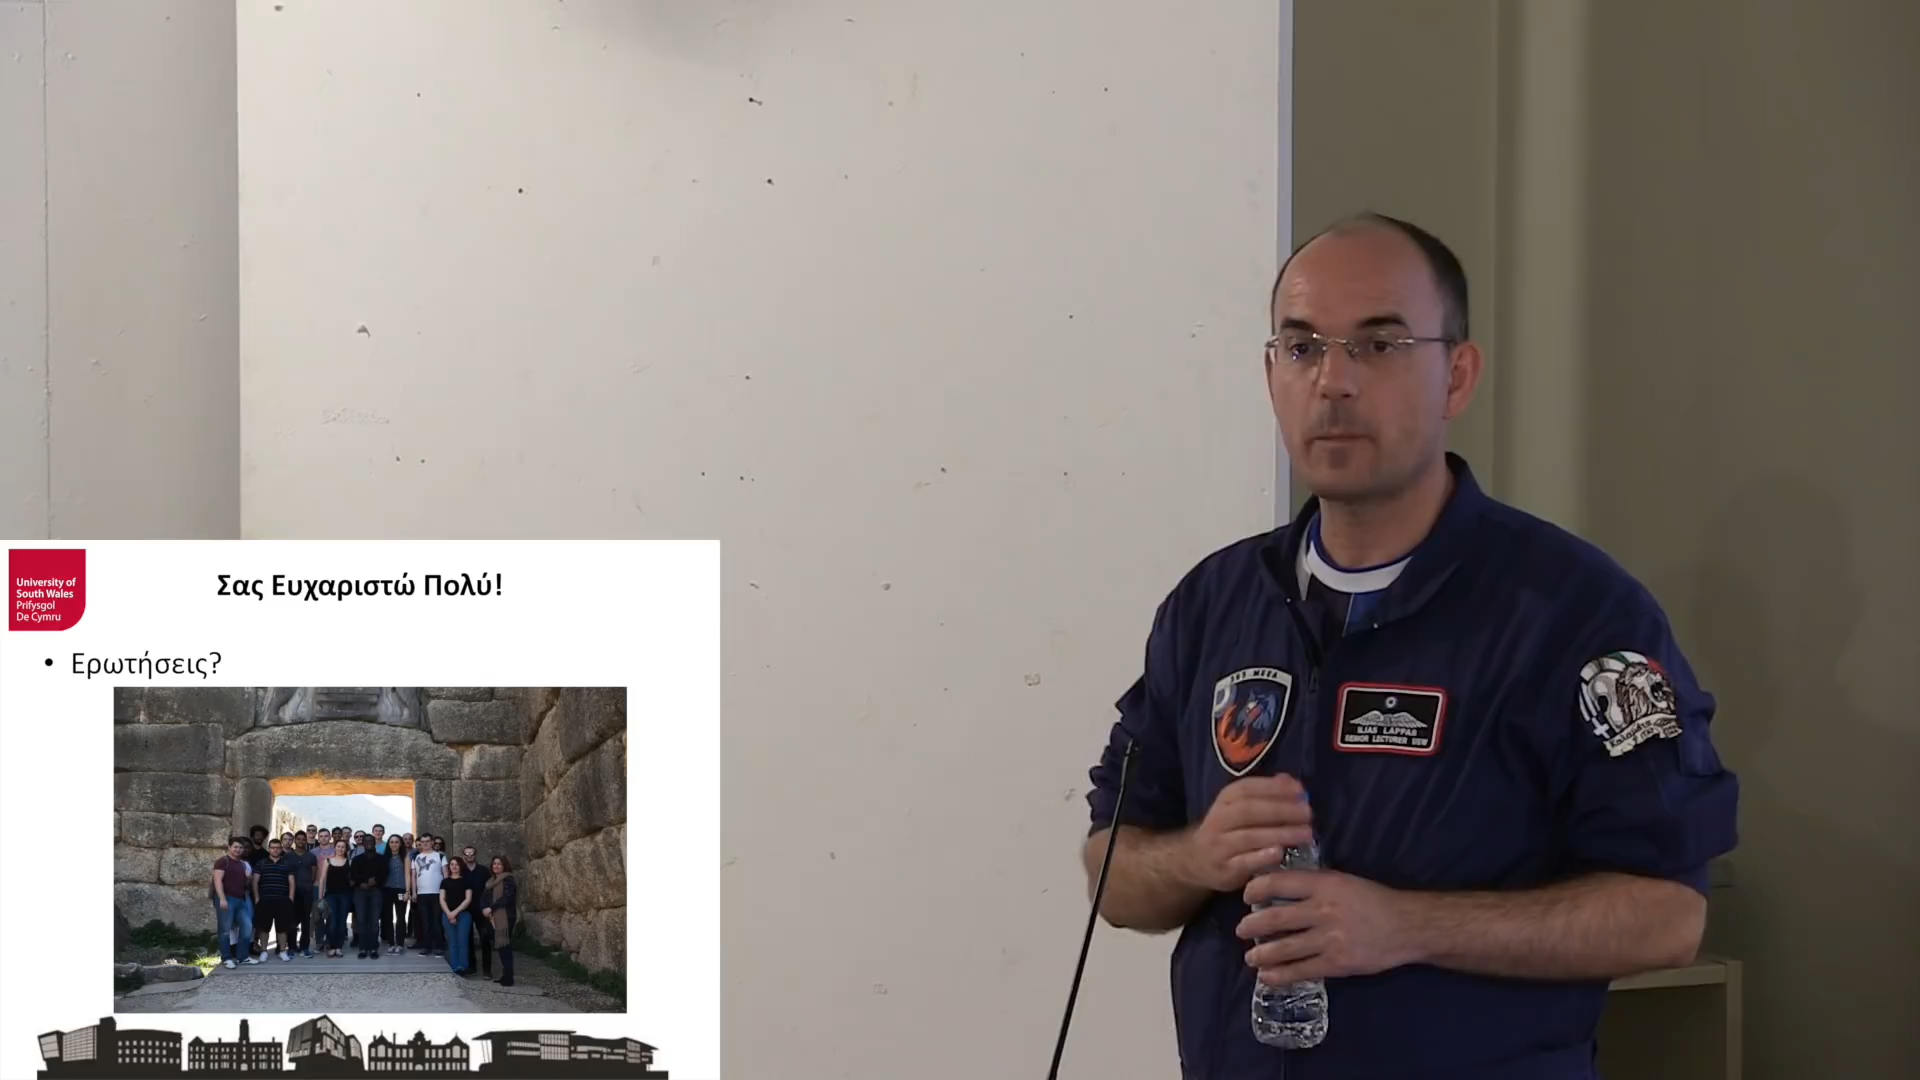 University of
South Wales
Prifysgol
De Cymru
Σας Ευχαριστώ Πολύ!
• Ερωτήσεις?
ILIAS LAPPAS
SENIOR LECTURER USW